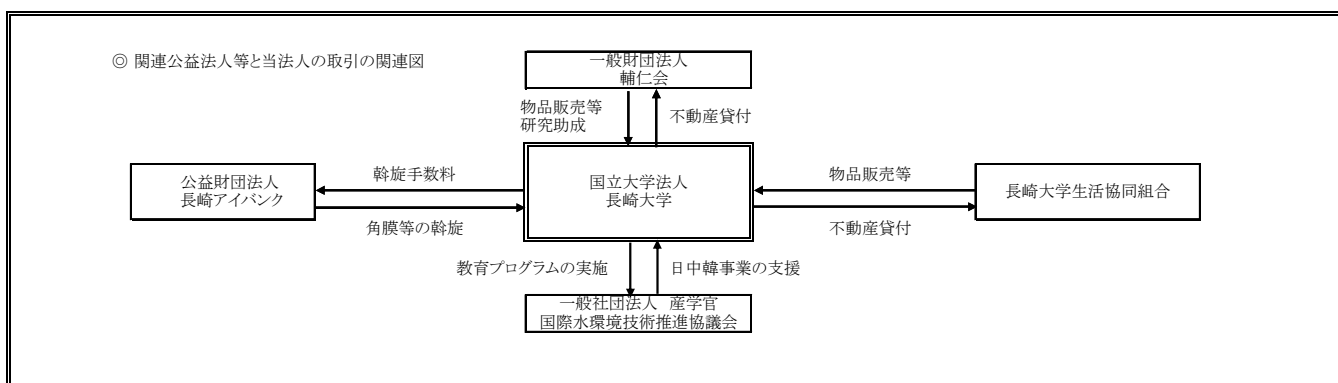 ◎ 関連公益法人等と当法人の取引の関連図
一般財団法人
輔仁会
物品販売等
研究助成
不動産貸付
公益財団法人
長崎アイバンク
斡旋手数料
角膜等の斡旋
国立大学法人
長崎大学
物品販売等
不動産貸付
長崎大学生活協同組合
教育プログラムの実施
日中韓事業の支援
一般社団法人 産学官
国際水環境技術推進協議会